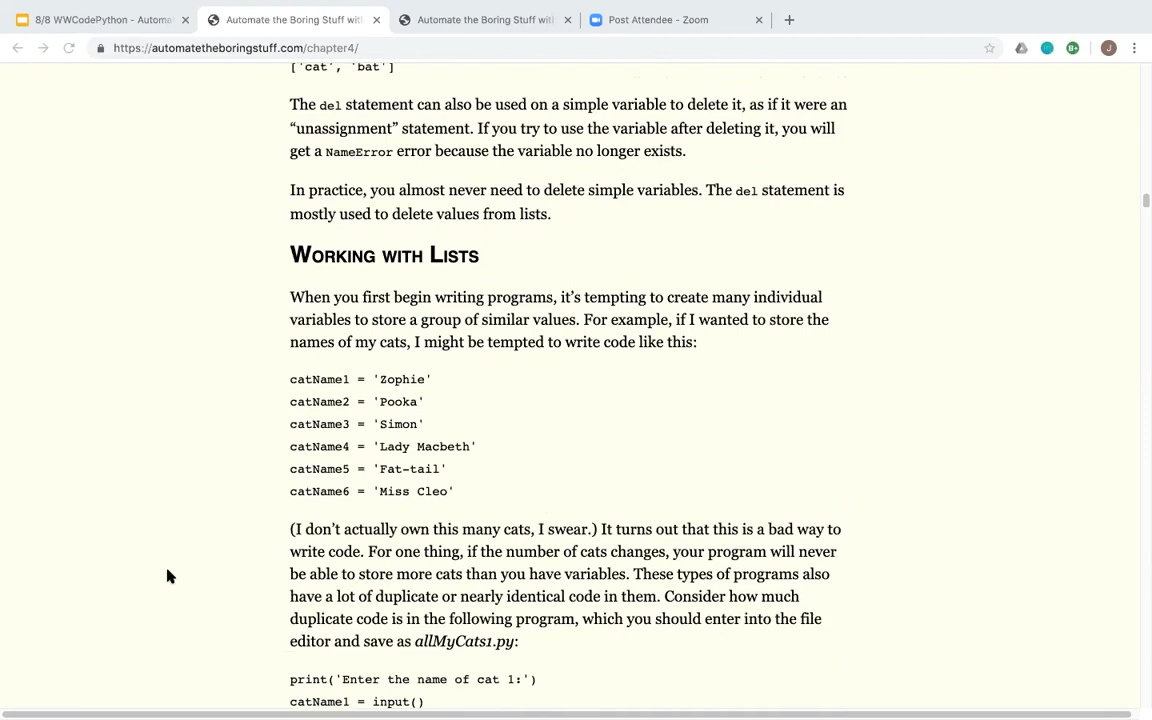 8/8 WWCodePython - Automa
Automate the Boring Stuff wit
Automate the Boring Stuff wit
Post Attendee - Zoom
https://automatetheboringstuff.com/chapter4/
J
['cat', 'bat']
The del statement can also be used on a simple variable to delete it, as if it were an
“unassignment” statement. If you try to use the variable after deleting it, you will
get a NameError error because the variable no longer exists.
In practice, you almost never need to delete simple variables. The del statement is
mostly used to delete values from lists.
Working with Lists
When you first begin writing programs, it’s tempting to create many individual
variables to store a group of similar values. For example, if I wanted to store the
names of my cats, I might be tempted to write code like this:
catName1 = 'Zophie'
catName2 = 'Pooka'
catName3 = 'Simon'
catName4 = 'Lady Macbeth'
catName5 = 'Fat-tail'
catName6 = 'Miss Cleo'
(I don’t actually own this many cats, I swear.) It turns out that this is a bad way to
write code. For one thing, if the number of cats changes, your program will never
be able to store more cats than you have variables. These types of programs also
have a lot of duplicate or nearly identical code in them. Consider how much
duplicate code is in the following program, which you should enter into the file
editor and save as allMyCats1.py:
print('Enter the name of cat 1:')
catName1 = input()